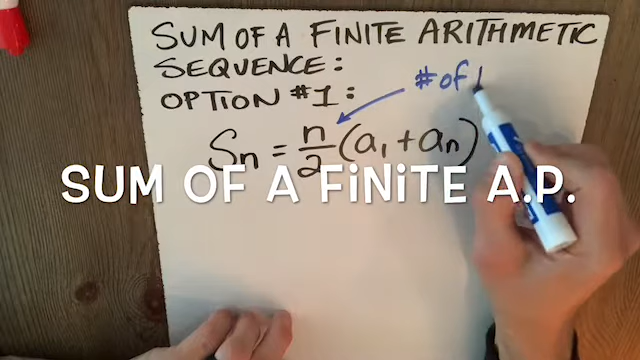 SUM OF A FINITE ARITHMETIC
SEQUENCE:
OPTION #1:
# of
Sn = n/2 (a1 + an)
SUM OF A FiNiTE A.P.